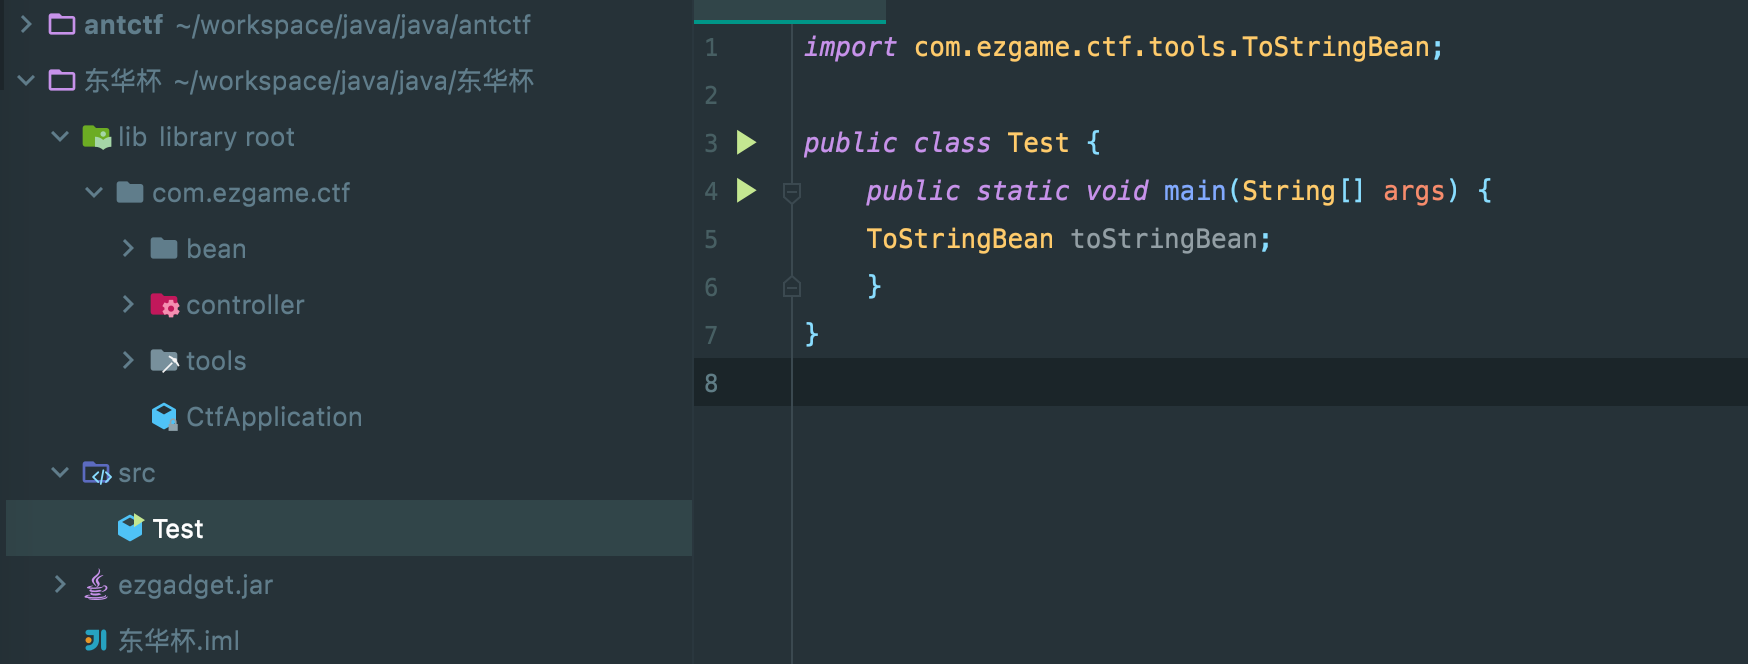 antctf ~/workspace/java/java/antctf
东华杯 ~/workspace/java/java/东华杯
lib library root
com.ezgame.ctf
bean
controller
tools
CtfApplication
src
Test
ezgadget.jar
东华杯.iml
1 import com.ezgame.ctf.tools.ToStringBean;
2
3 public class Test {
4 public static void main(String[] args) {
5 ToStringBean toStringBean;
6 }
7 }
8